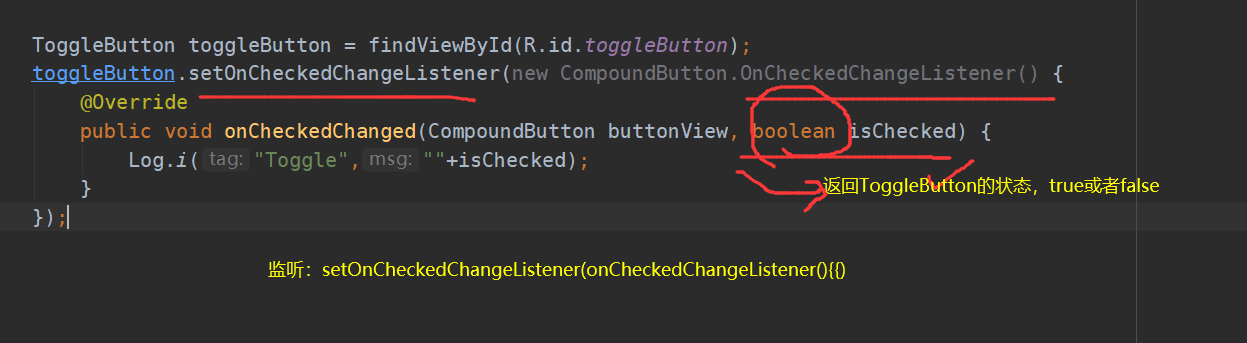 ToggleButton toggleButton = findViewById(R.id.toggleButton);
toggleButton.setOnCheckedChangeListener(new CompoundButton.OnCheckedChangeListener() {
@Override
public void onCheckedChanged(CompoundButton buttonView, boolean isChecked) {
Log.i( tag: "Toggle", msg: ""+isChecked);
}
返回ToggleButton的状态，true或者false
});
监听：setOnCheckedChangeListener(onCheckedChangeListener(){{)